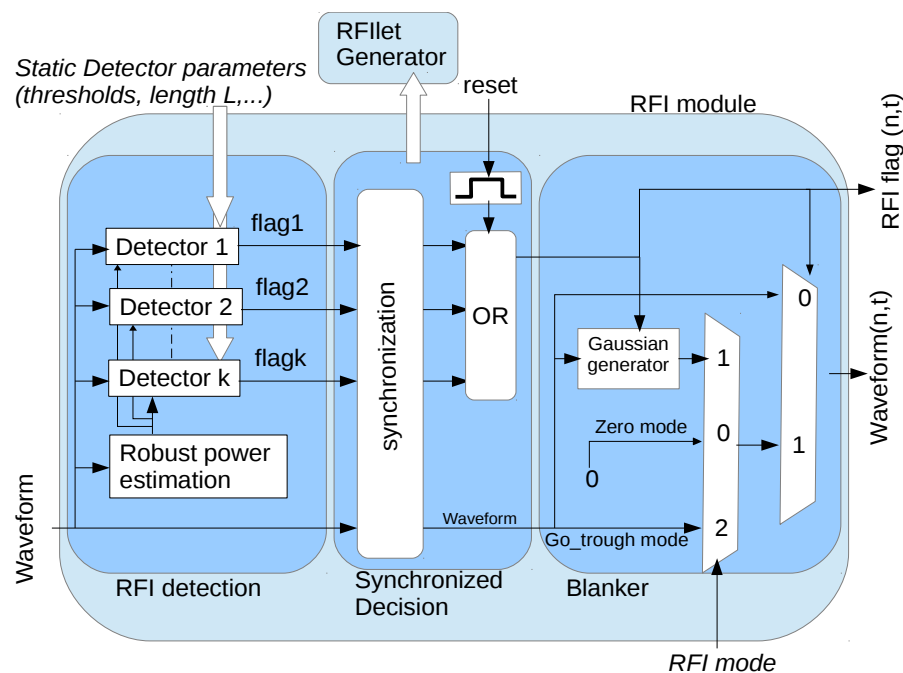 RFIlet
Generator
Static Detector parameters
(thresholds, length L,...)
reset
RFI module
RFI flag (n,t)
flag1
Detector 1
flag2
Detector 2
flagk
Detector k
synchronization
OR
0
Gaussian
generator
1
Zero mode
0
0
1
Robust power
estimation
Waveform(n,t)
Waveform
Waveform
Go_trough mode
2
RFI detection
Synchronized
Decision
Blanker
RFI mode